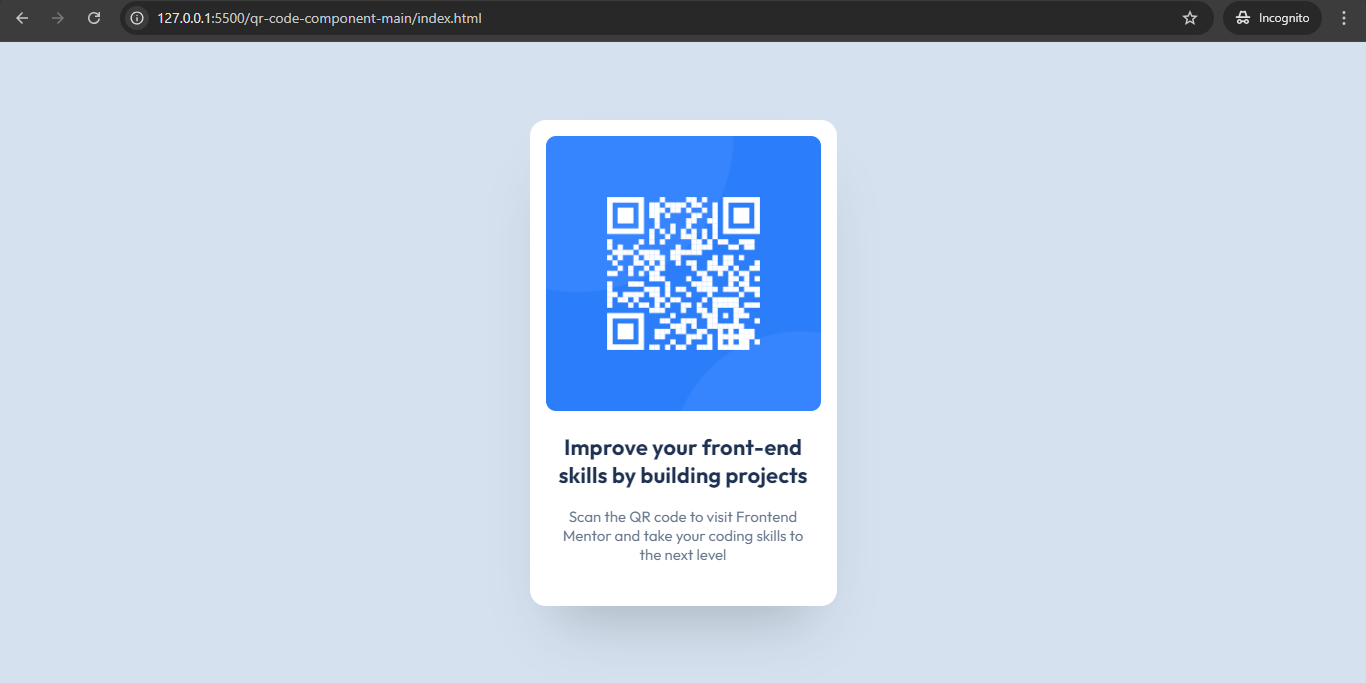 127.0.0.1:5500/qr-code-component-main/index.html
Incognito
Improve your front-end
skills by building projects
Scan the QR code to visit Frontend
Mentor and take your coding skills to
the next level